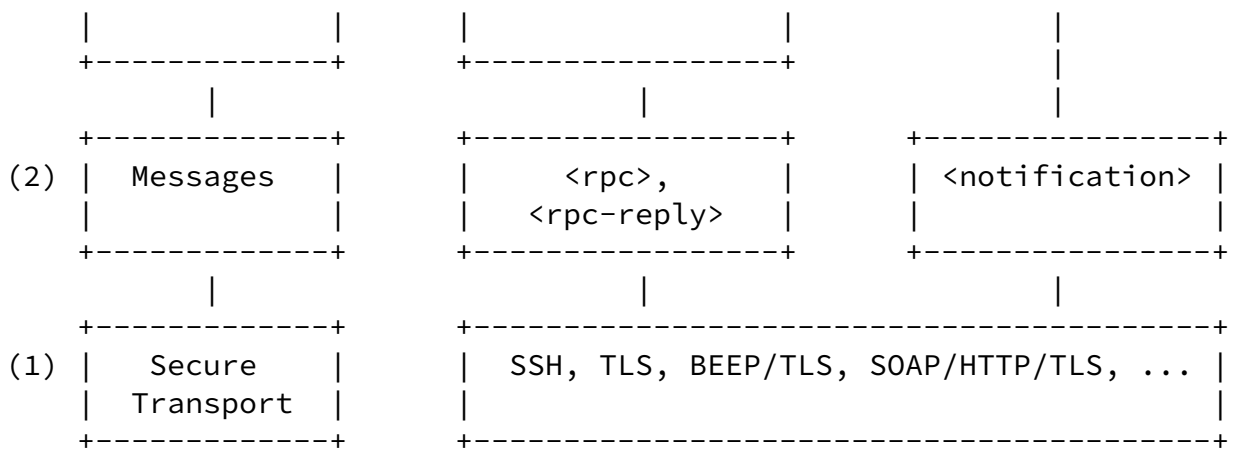 (2) Messages <rpc>, <notification>
<rpc-reply>
(1) Secure SSH, TLS, BEEP/TLS, SOAP/HTTP/TLS, ...
Transport